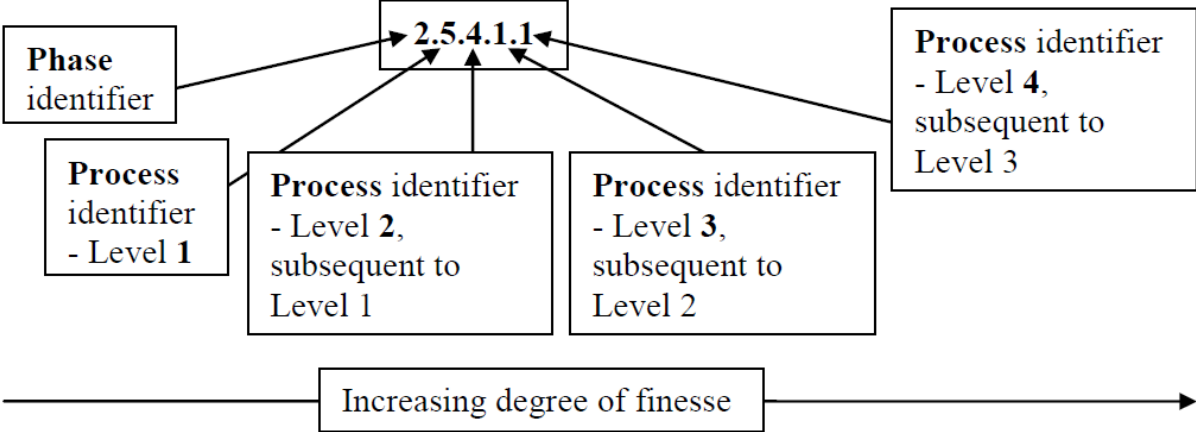 2.5.4.1.1
Phase
identifier
Process
identifier
- Level 1
Process identifier
- Level 2,
subsequent to
Level 1
Process identifier
- Level 3,
subsequent to
Level 2
Process identifier
- Level 4,
subsequent to
Level 3
Increasing degree of finesse